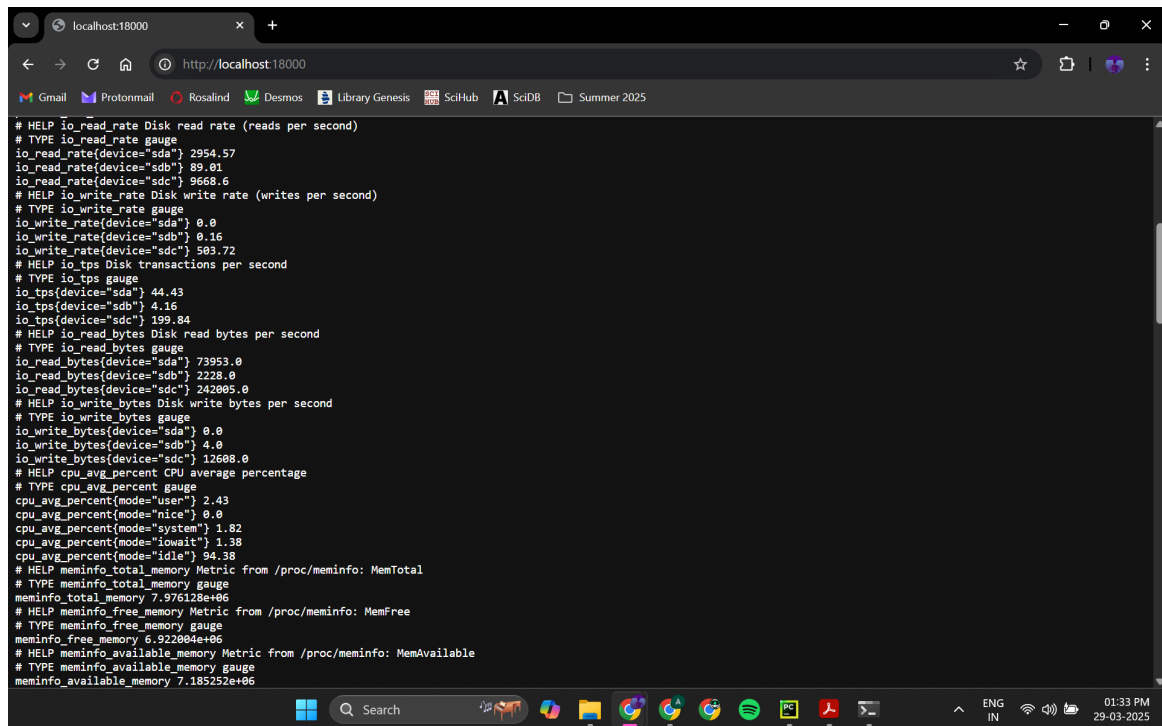 localhost:18000
http://localhost:18000
Gmail
Protonmail
Rosalind
Desmos
Library Genesis
SCI HUB
SciHub
SciDB
Summer 2025
# HELP io_read_rate Disk read rate (reads per second)
# TYPE io_read_rate gauge
io_read_rate{device="sda"} 2954.57
io_read_rate{device="sdb"} 89.01
io_read_rate{device="sdc"} 9668.6
# HELP io_write_rate Disk write rate (writes per second)
# TYPE io_write_rate gauge
io_write_rate{device="sda"} 0.0
io_write_rate{device="sdb"} 0.16
io_write_rate{device="sdc"} 503.72
# HELP io_tps Disk transactions per second
# TYPE io_tps gauge
io_tps{device="sda"} 44.43
io_tps{device="sdb"} 4.16
io_tps{device="sdc"} 199.84
# HELP io_read_bytes Disk read bytes per second
# TYPE io_read_bytes gauge
io_read_bytes{device="sda"} 73953.0
io_read_bytes{device="sdb"} 2228.0
io_read_bytes{device="sdc"} 242005.0
# HELP io_write_bytes Disk write bytes per second
# TYPE io_write_bytes gauge
io_write_bytes{device="sda"} 0.0
io_write_bytes{device="sdb"} 4.0
io_write_bytes{device="sdc"} 12608.0
# HELP cpu_avg_percent CPU average percentage
# TYPE cpu_avg_percent gauge
cpu_avg_percent{mode="user"} 2.43
cpu_avg_percent{mode="nice"} 0.0
cpu_avg_percent{mode="system"} 1.82
cpu_avg_percent{mode="iowait"} 1.38
cpu_avg_percent{mode="idle"} 94.38
# HELP meminfo_total_memory Metric from /proc/meminfo: MemTotal
# TYPE meminfo_total_memory gauge
meminfo_total_memory 7.976128e+06
# HELP meminfo_free_memory Metric from /proc/meminfo: MemFree
# TYPE meminfo_free_memory gauge
meminfo_free_memory 6.922004e+06
# HELP meminfo_available_memory Metric from /proc/meminfo: MemAvailable
# TYPE meminfo_available_memory gauge
meminfo_available_memory 7.185252e+06
Search
PC
ENG
IN
01:33 PM
29-03-2025